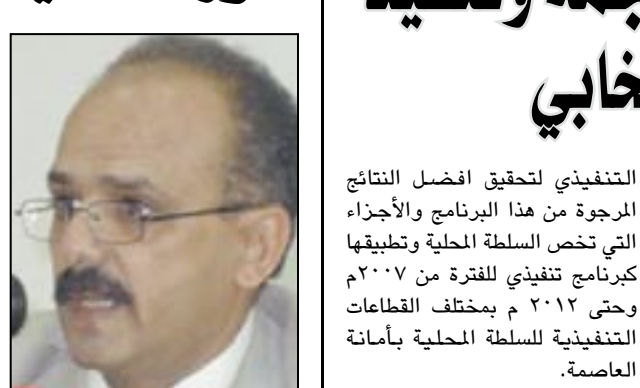 خابي
التنفيذي لتحقيق افضل النتائج
المرجوة من هذا البرنامج والأجزاء
التي تخص السلطة المحلية وتطبيقها
كبرنامج تنفيذي للفترة من ٢٠٠٧م
وحتى ٢٠١٢ م بمختلف القطاعات
التنفيذية للسلطة المحلية بـأمـانـة
العاصمة.